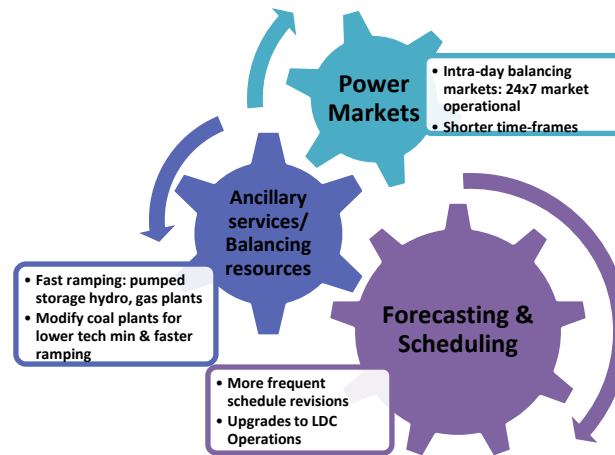 Power
Markets
• Intra-day balancing
markets: 24x7 market
operational
• Shorter time-frames
Ancillary
services/
Balancing
resources
• Fast ramping: pumped
storage hydro, gas plants
• Modify coal plants for
lower tech min & faster
ramping
Forecasting &
Scheduling
• More frequent
schedule revisions
• Upgrades to LDC
Operations